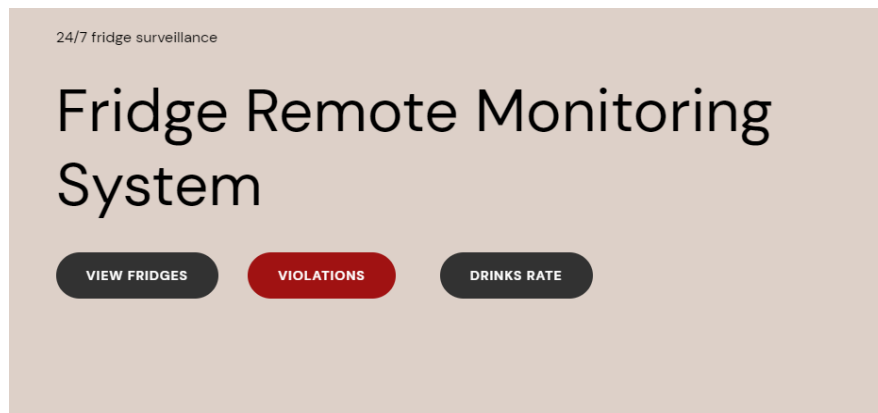 24/7 fridge surveillance
Fridge Remote Monitoring
System
VIEW FRIDGES
VIOLATIONS
DRINKS RATE